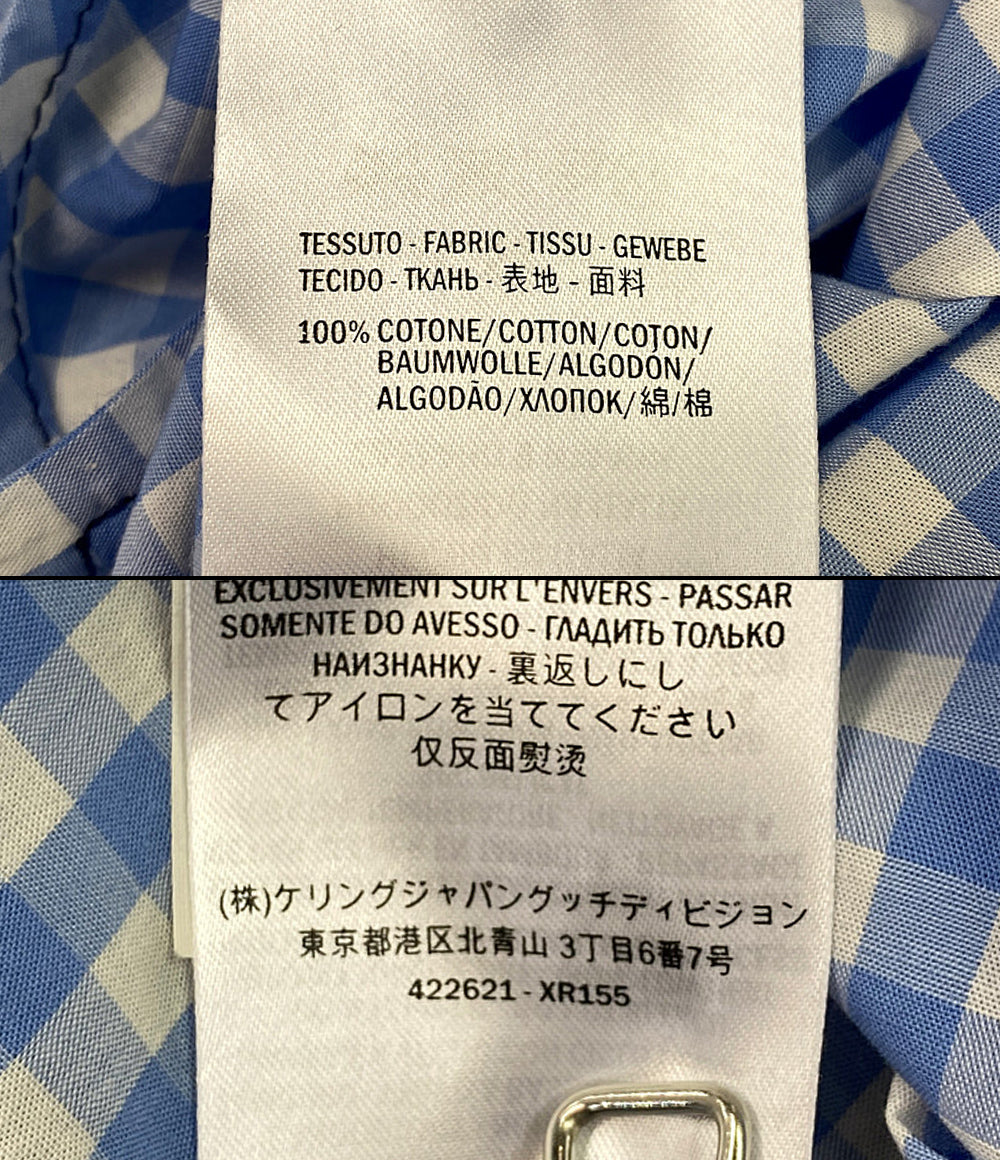 TESSUTO - FABRIC - TISSU - GEWEBE
TECIDO - ТКАНЬ - 表地 - 面料
100% COTONE/COTTON/COTON/
BAUMWOLLE/ALGODÓN/
ALGODÃO/ХЛОПОК/綿/棉
EXCLUSIVEMENT SUR L'ENVERS - PASSAR
SOMENTE DO AVESSO - ГЛАДИТЬ ТОЛЬКО
НАИЗНАНКУ - 裏返しにし
てアイロンを当ててください
仅反面熨烫
(株)ケリングジャパングッチディビジョン
東京都港区北青山 3丁目6番7号
422621 - XR155